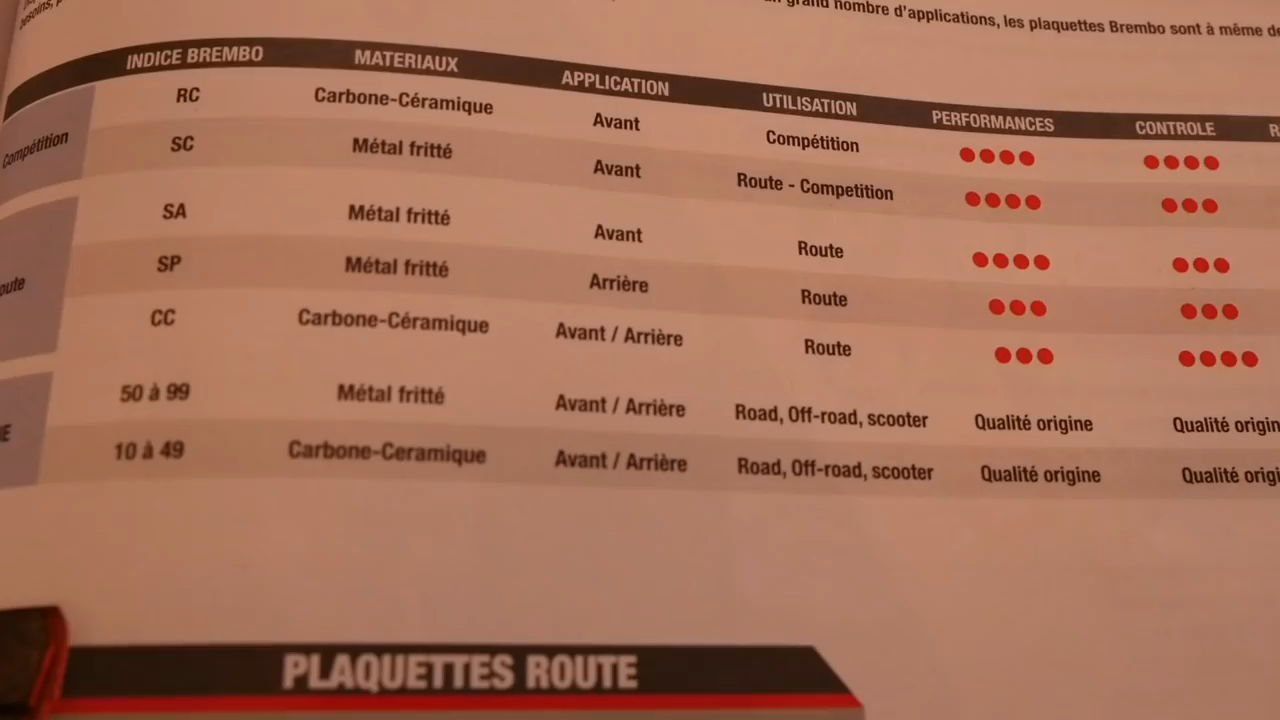 grand nombre d'applications, les plaquettes Brembo sont à même
besoins,
INDICE BREMBO MATERIAUX APPLICATION UTILISATION PERFORMANCES CONTROLE
Compétition
RC Carbone-Céramique Avant Compétition
SC Métal fritté Avant Route - Competition
SA Métal fritté Avant Route
SP Métal fritté Arrière Route
CC Carbone-Céramique Avant / Arrière Route
50 à 99 Métal fritté Avant / Arrière Road, Off-road, scooter Qualité origine Qualité
10 à 49 Carbone-Ceramique Avant / Arrière Road, Off-road, scooter Qualité origine Qualité
PLAQUETTES ROUTE